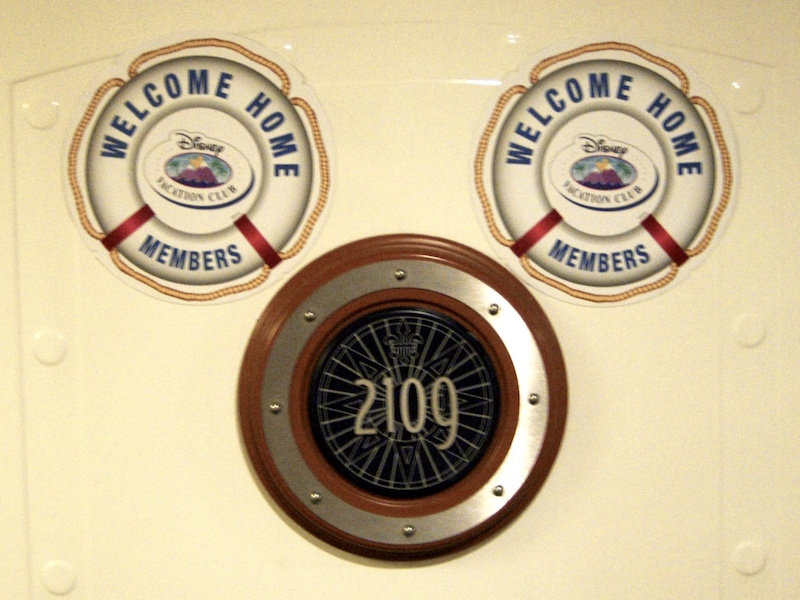 WELCOME HOME
DISNEY
VACATION CLUB
MEMBERS
WELCOME HOME
DISNEY
VACATION CLUB
MEMBERS
2109